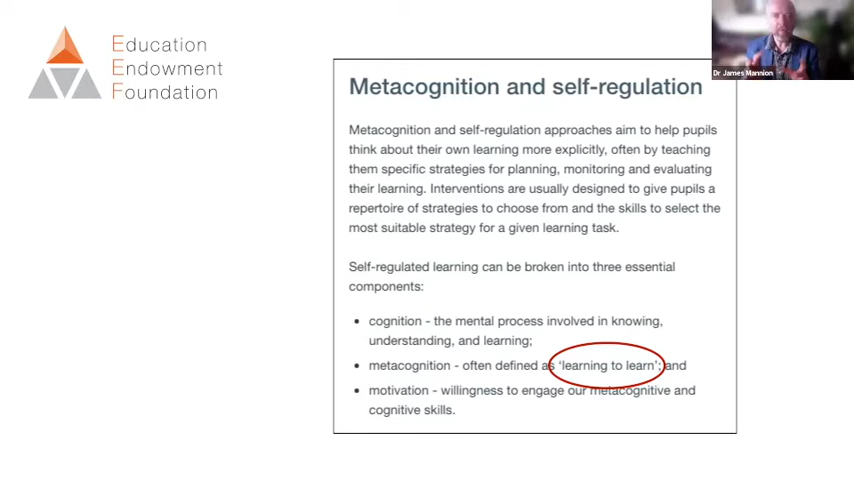 Education
Endowment
Foundation
Dr James Mannion
Metacognition and self-regulation
Metacognition and self-regulation approaches aim to help pupils
think about their own learning more explicitly, often by teaching
them specific strategies for planning, monitoring and evaluating
their learning. Interventions are usually designed to give pupils a
repertoire of strategies to choose from and the skills to select the
most suitable strategy for a given learning task.
Self-regulated learning can be broken into three essential
components:
• cognition - the mental process involved in knowing,
understanding, and learning;
• metacognition - often defined as ‘learning to learn’; and
• motivation - willingness to engage our metacognitive and
cognitive skills.